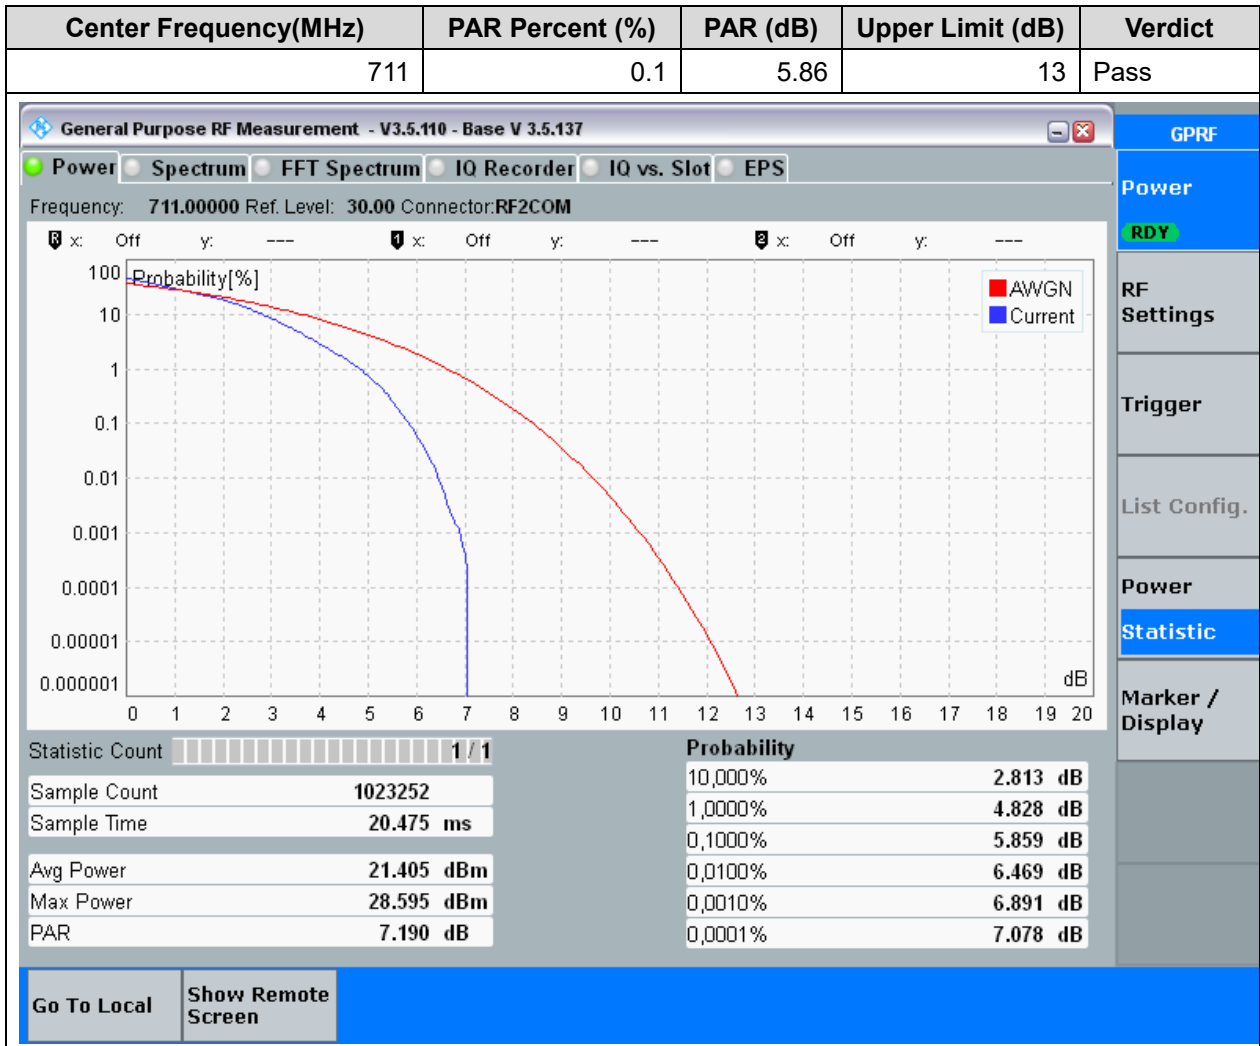 Center Frequency(MHz) PAR Percent (%) PAR (dB) Upper Limit (dB) Verdict
711 0.1 5.86 13 Pass
General Purpose RF Measurement - V3.5.110 - Base V 3.5.137
GPRF
Power Spectrum FFT Spectrum IQ Recorder IQ vs. Slot EPS
Frequency: 711.00000 Ref. Level: 30.00 Connector:RF2COM
R x: Off y: --- 1 x: Off y: --- 2 x: Off y: ---
Probability[%]
AWGN
Current
100
10
1
0.1
0.01
0.001
0.0001
0.00001
0.000001
dB
0 1 2 3 4 5 6 7 8 9 10 11 12 13 14 15 16 17 18 19 20
Statistic Count 1 / 1
Sample Count 1023252
Sample Time 20.475 ms
Avg Power 21.405 dBm
Max Power 28.595 dBm
PAR 7.190 dB
Probability
10,000% 2.813 dB
1,0000% 4.828 dB
0,1000% 5.859 dB
0,0100% 6.469 dB
0,0010% 6.891 dB
0,0001% 7.078 dB
Power
RDY
RF
Settings
Trigger
List Config.
Power
Statistic
Marker /
Display
Go To Local
Show Remote
Screen